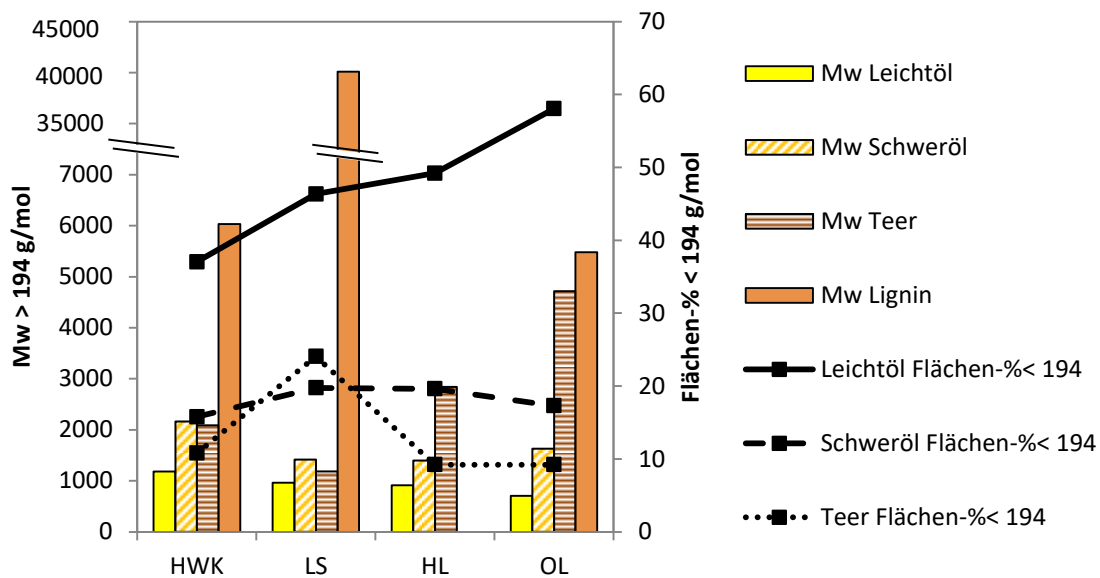 45000
40000
35000
7000
6000
5000
4000
3000
2000
1000
0
Mw > 194 g/mol
HWK
LS
HL
OL
70
60
50
40
30
20
10
0
Flächen-% < 194 g/mol
Mw Leichtöl
Mw Schweröl
Mw Teer
Mw Lignin
Leichtöl Flächen-%< 194
Schweröl Flächen-%< 194
Teer Flächen-%< 194